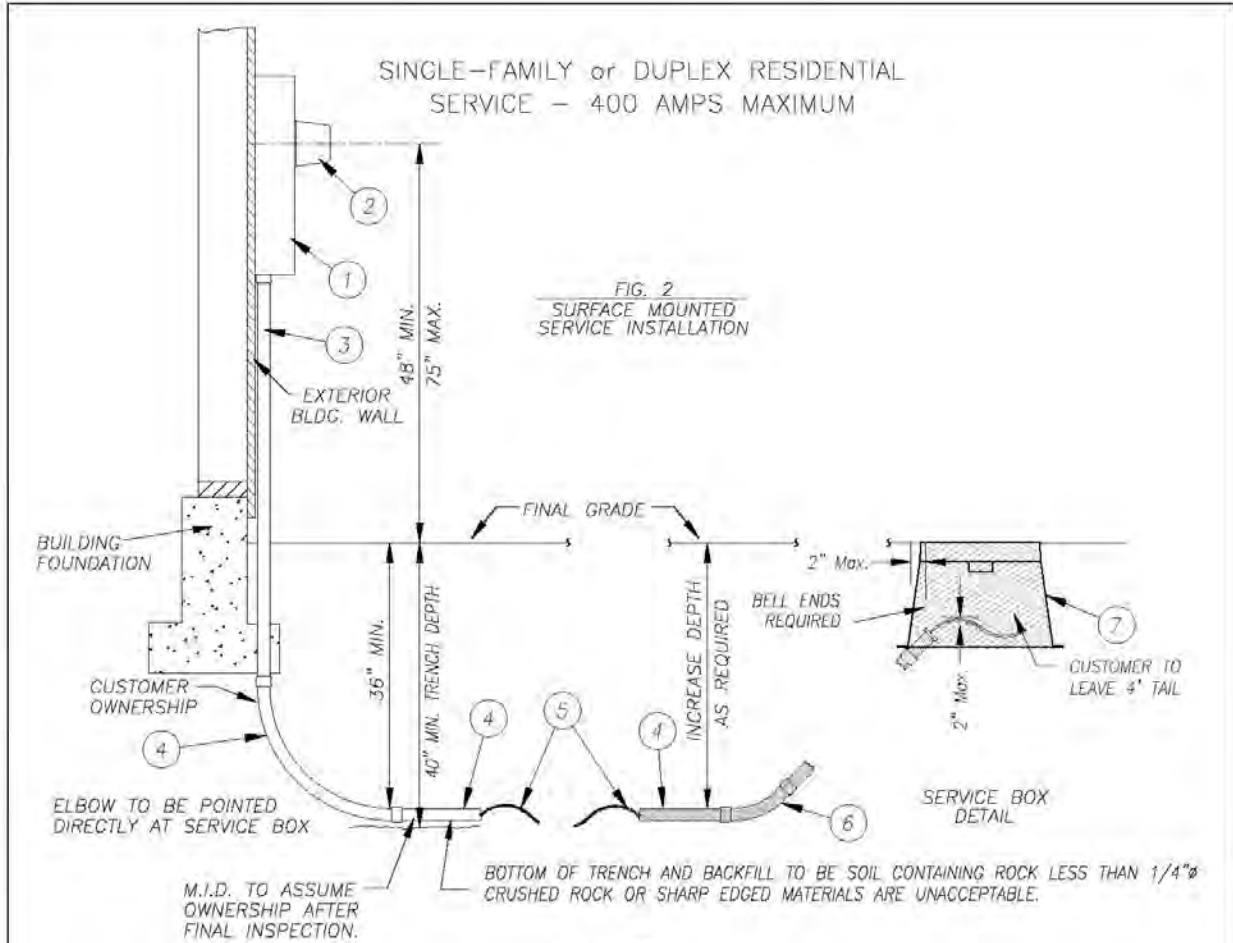 SINGLE-FAMILY or DUPLEX RESIDENTIAL
SERVICE - 400 AMPS MAXIMUM
2
1
FIG. 2
SURFACE MOUNTED
SERVICE INSTALLATION
3
48" MIN.
75" MAX.
EXTERIOR
BLDG. WALL
FINAL GRADE
BUILDING
FOUNDATION
2" Max.
BELL ENDS
REQUIRED
7
CUSTOMER TO
LEAVE 4' TAIL
2" Max
CUSTOMER
OWNERSHIP
36" MIN.
40" MIN. TRENCH DEPTH
INCREASE DEPTH
AS REQUIRED
4
4
5
4
6
ELBOW TO BE POINTED
DIRECTLY AT SERVICE BOX
SERVICE BOX
DETAIL
M.I.D. TO ASSUME
OWNERSHIP AFTER
FINAL INSPECTION.
BOTTOM OF TRENCH AND BACKFILL TO BE SOIL CONTAINING ROCK LESS THAN 1/4"ø
CRUSHED ROCK OR SHARP EDGED MATERIALS ARE UNACCEPTABLE.